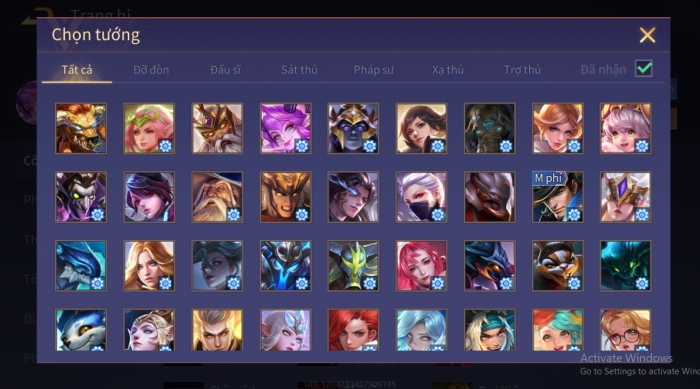 Trang bị
Chọn tướng
Tất cả Đỡ đòn Đấu sĩ Sát thủ Pháp sư Xạ thủ Trợ thủ Đã nhận
M phí
Activate Windows
Go to Settings to activate Win